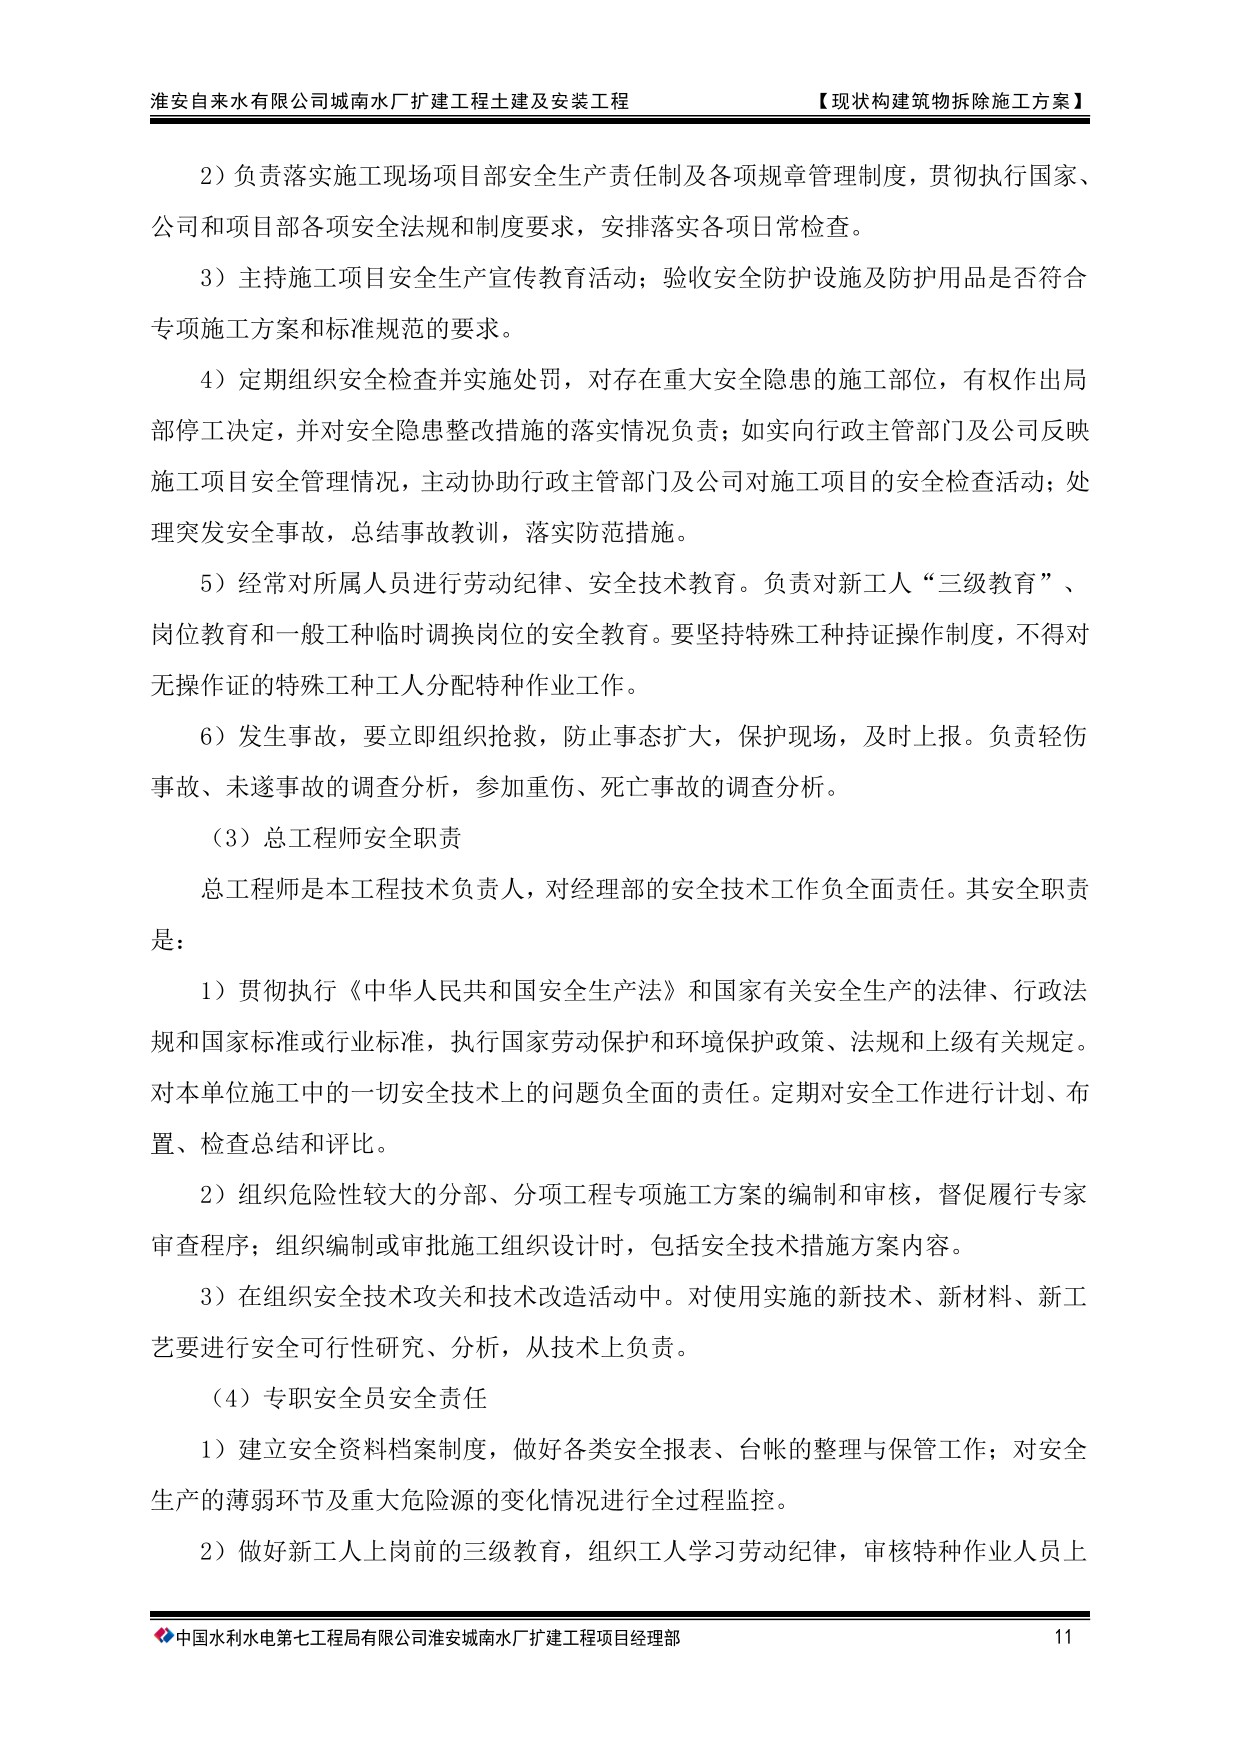 淮安自来水有限公司城南水厂扩建工程土建及安装工程 【现状构建筑物拆除施工方案】
2）负责落实施工现场项目部安全生产责任制及各项规章管理制度，贯彻执行国家、
公司和项目部各项安全法规和制度要求，安排落实各项日常检查。
3）主持施工项目安全生产宣传教育活动；验收安全防护设施及防护用品是否符合
专项施工方案和标准规范的要求。
4）定期组织安全检查并实施处罚，对存在重大安全隐患的施工部位，有权作出局
部停工决定，并对安全隐患整改措施的落实情况负责；如实向行政主管部门及公司反映
施工项目安全管理情况，主动协助行政主管部门及公司对施工项目的安全检查活动；处
理突发安全事故，总结事故教训，落实防范措施。
5）经常对所属人员进行劳动纪律、安全技术教育。负责对新工人“三级教育”、
岗位教育和一般工种临时调换岗位的安全教育。要坚持特殊工种持证操作制度，不得对
无操作证的特殊工种工人分配特种作业工作。
6）发生事故，要立即组织抢救，防止事态扩大，保护现场，及时上报。负责轻伤
事故、未遂事故的调查分析，参加重伤、死亡事故的调查分析。
（3）总工程师安全职责
总工程师是本工程技术负责人，对经理部的安全技术工作负全面责任。其安全职责
是：
1）贯彻执行《中华人民共和国安全生产法》和国家有关安全生产的法律、行政法
规和国家标准或行业标准，执行国家劳动保护和环境保护政策、法规和上级有关规定。
对本单位施工中的一切安全技术上的问题负全面的责任。定期对安全工作进行计划、布
置、检查总结和评比。
2）组织危险性较大的分部、分项工程专项施工方案的编制和审核，督促履行专家
审查程序；组织编制或审批施工组织设计时，包括安全技术措施方案内容。
3）在组织安全技术攻关和技术改造活动中。对使用实施的新技术、新材料、新工
艺要进行安全可行性研究、分析，从技术上负责。
（4）专职安全员安全责任
1）建立安全资料档案制度，做好各类安全报表、台帐的整理与保管工作；对安全
生产的薄弱环节及重大危险源的变化情况进行全过程监控。
2）做好新工人上岗前的三级教育，组织工人学习劳动纪律，审核特种作业人员上
中国水利水电第七工程局有限公司淮安城南水厂扩建工程项目经理部 11